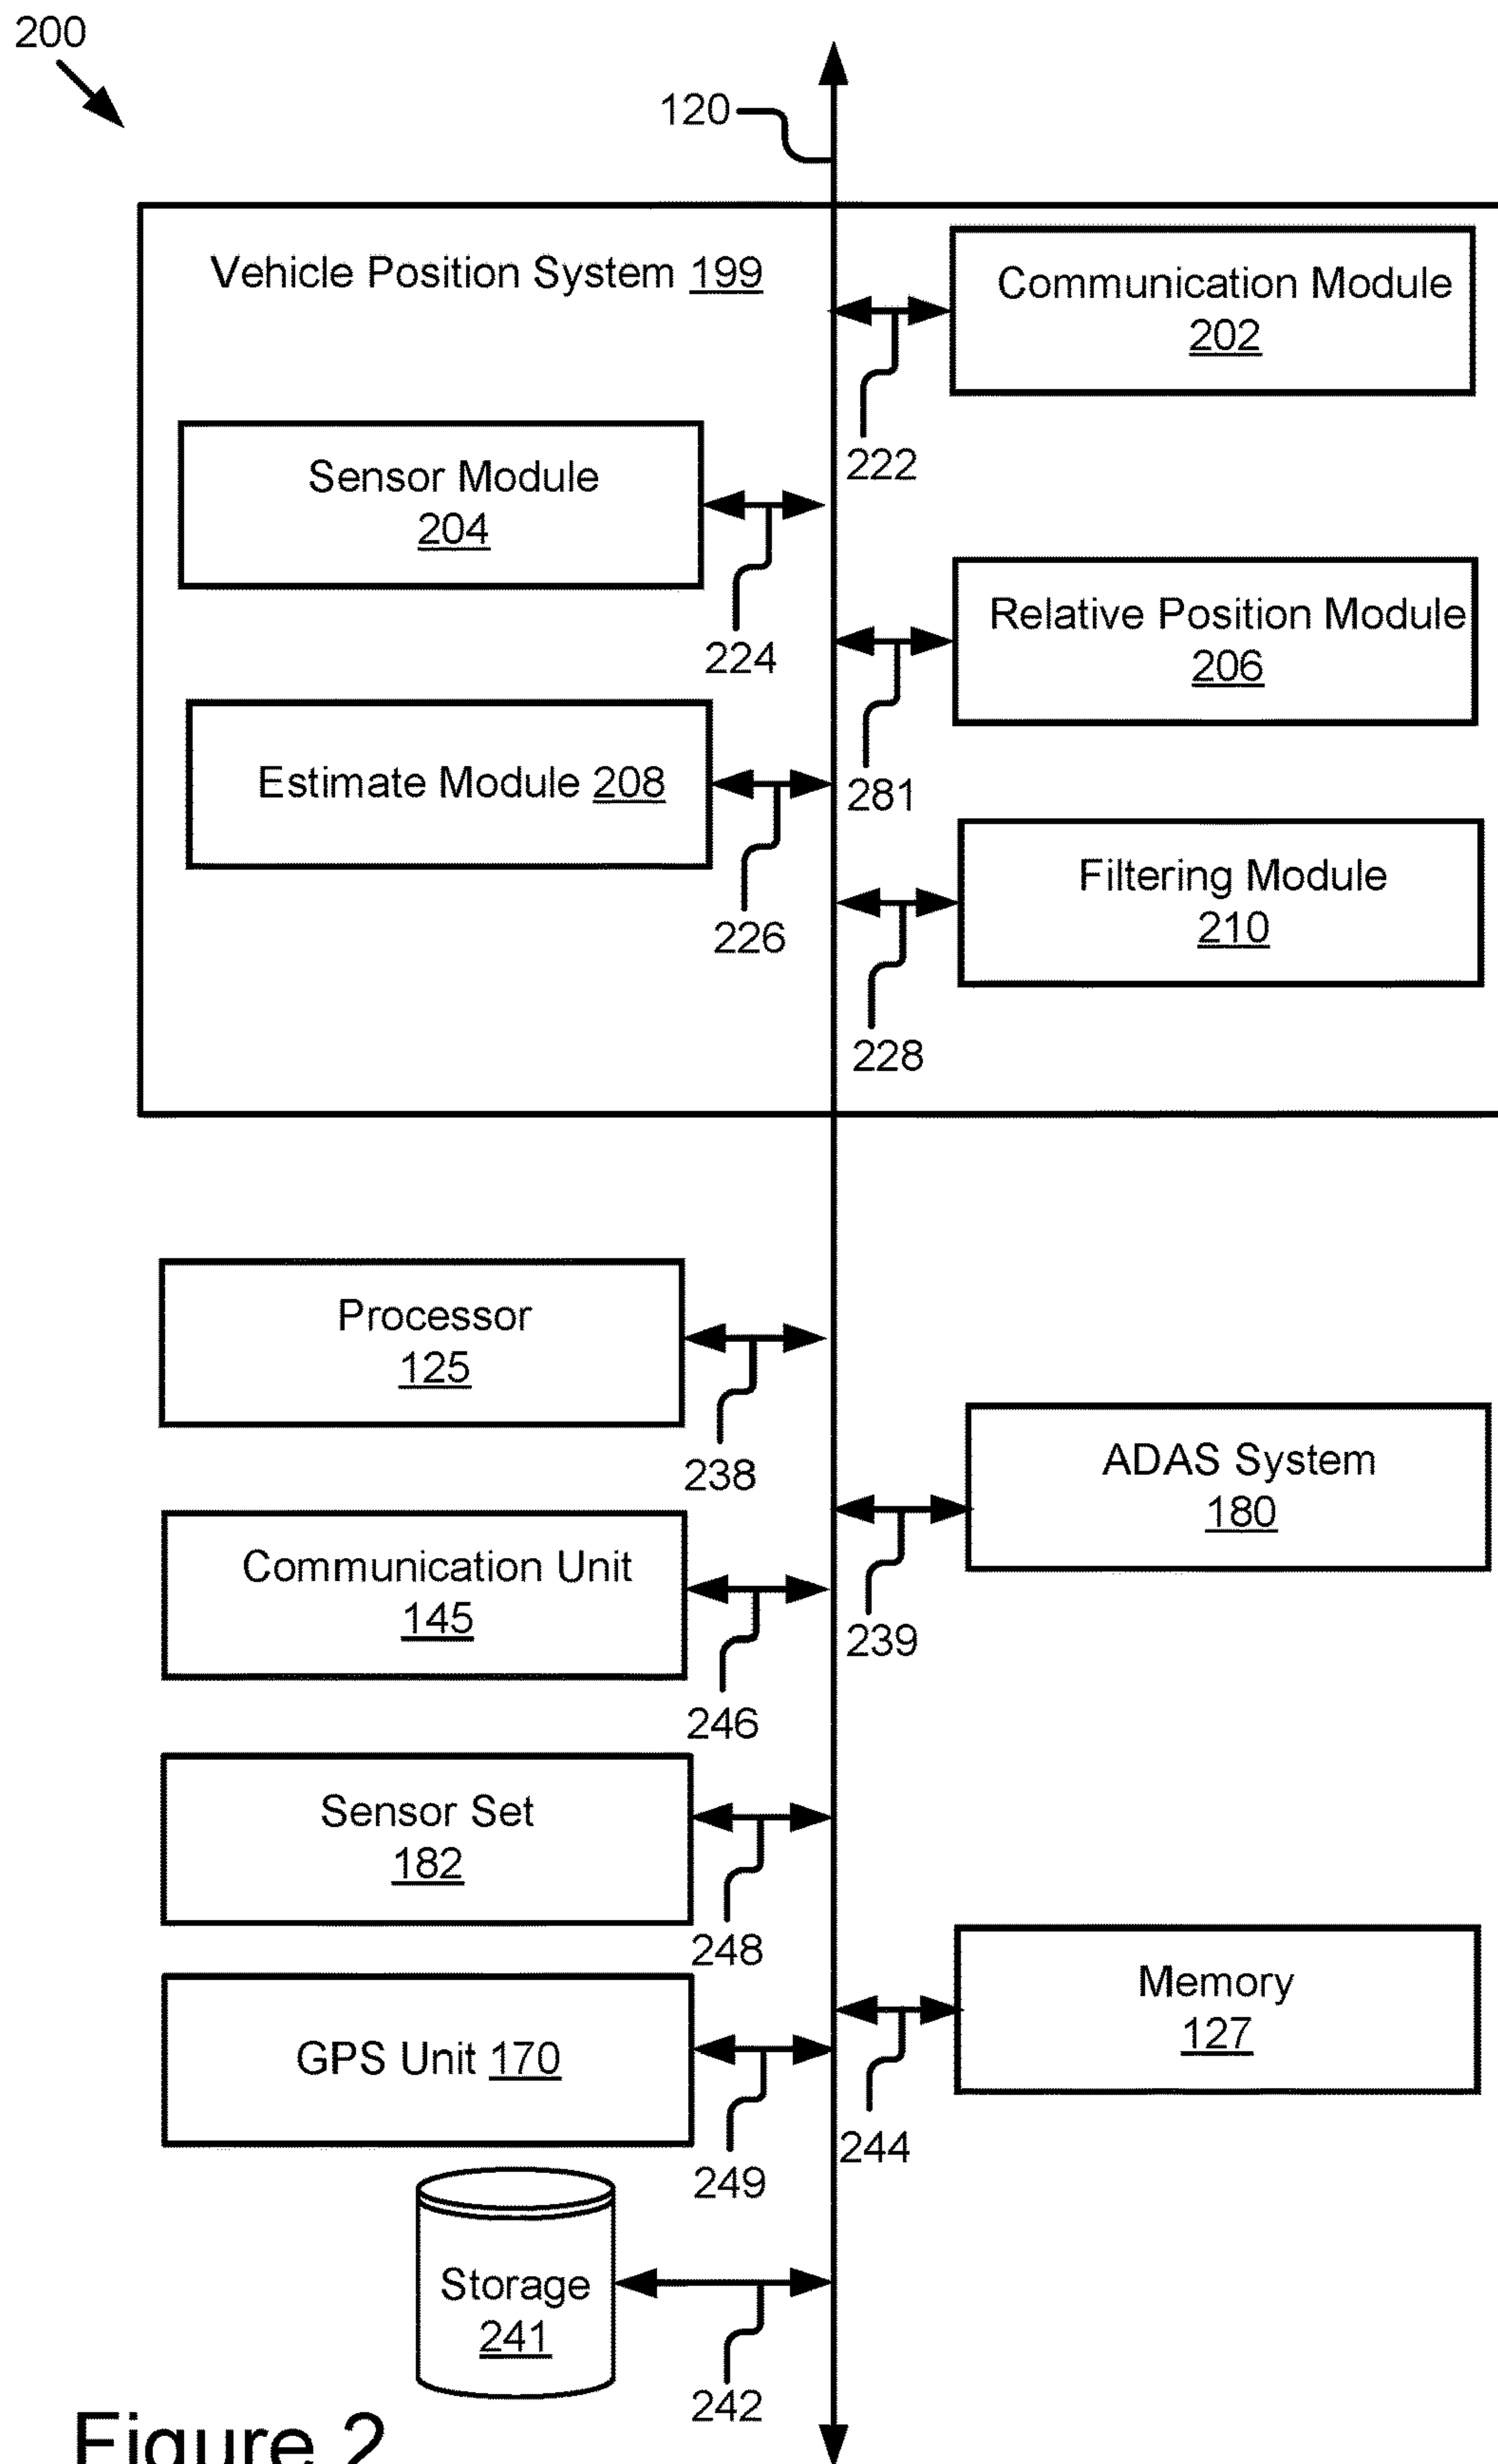 200
120
Vehicle Position System 199
Communication Module
202
222
Sensor Module
204
224
Relative Position Module
206
281
Estimate Module 208
226
Filtering Module
210
228
Processor
125
238
ADAS System
180
239
Communication Unit
145
246
Sensor Set
182
248
Memory
127
244
GPS Unit 170
249
Storage
241
242
Figure 2